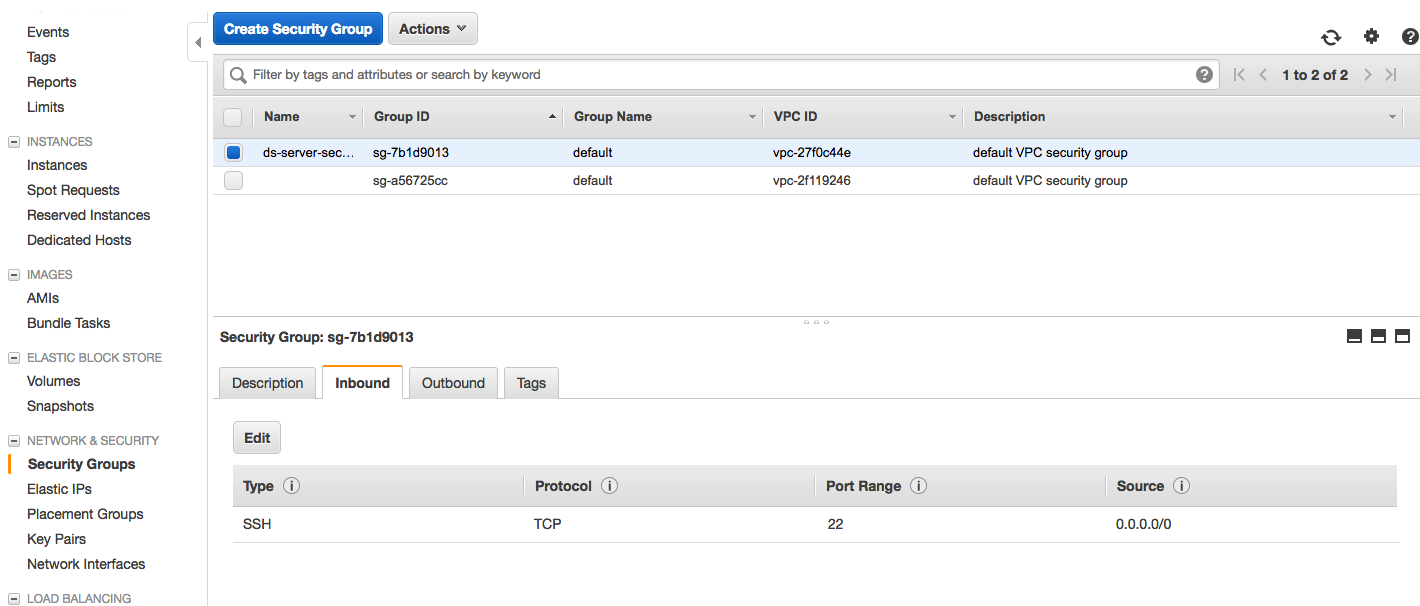 Events
Tags
Reports
Limits
INSTANCES
Instances
Spot Requests
Reserved Instances
Dedicated Hosts
IMAGES
AMIs
Bundle Tasks
ELASTIC BLOCK STORE
Volumes
Snapshots
NETWORK & SECURITY
Security Groups
Elastic IPs
Placement Groups
Key Pairs
Network Interfaces
LOAD BALANCING
Create Security Group Actions
Filter by tags and attributes or search by keyword 1 to 2 of 2
Name Group ID Group Name VPC ID Description
ds-server-sec... sg-7b1d9013 default vpc-27f0c44e default VPC security group
sg-a56725cc default vpc-2f119246 default VPC security group
Security Group: sg-7b1d9013
Description Inbound Outbound Tags
Edit
Type Protocol Port Range Source
SSH TCP 22 0.0.0.0/0